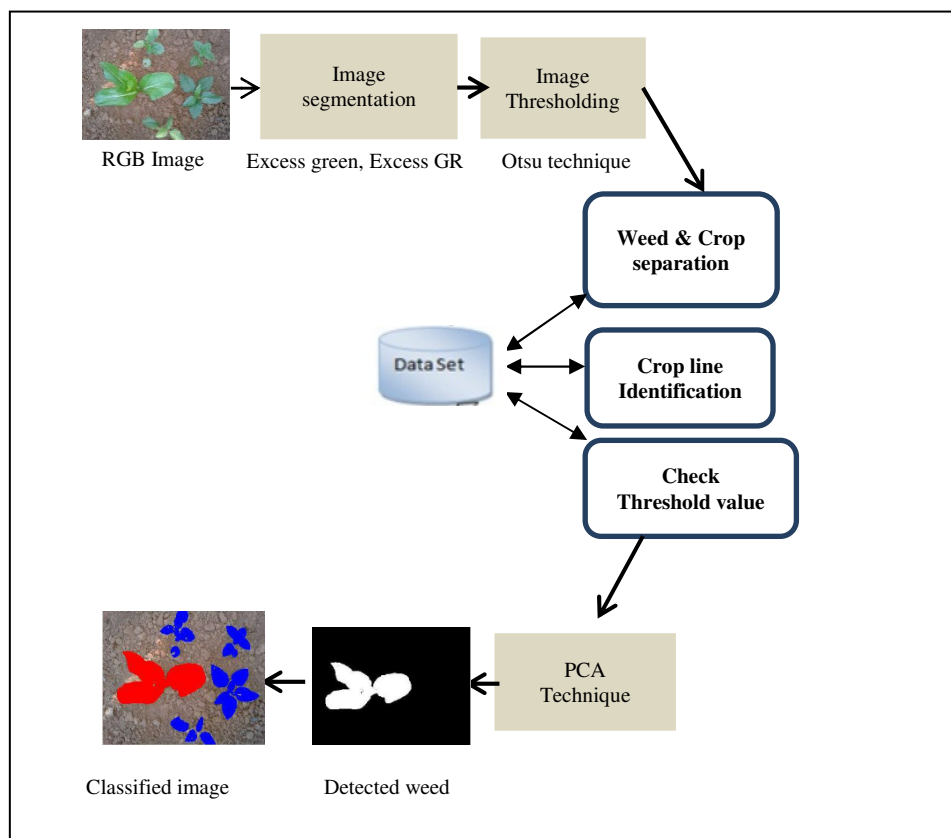 Image
segmentation
Image
Thresholding
RGB Image
Excess green, Excess GR
Otsu technique
Weed & Crop
separation
Data Set
Crop line
Identification
Check
Threshold value
PCA
Technique
Classified image
Detected weed